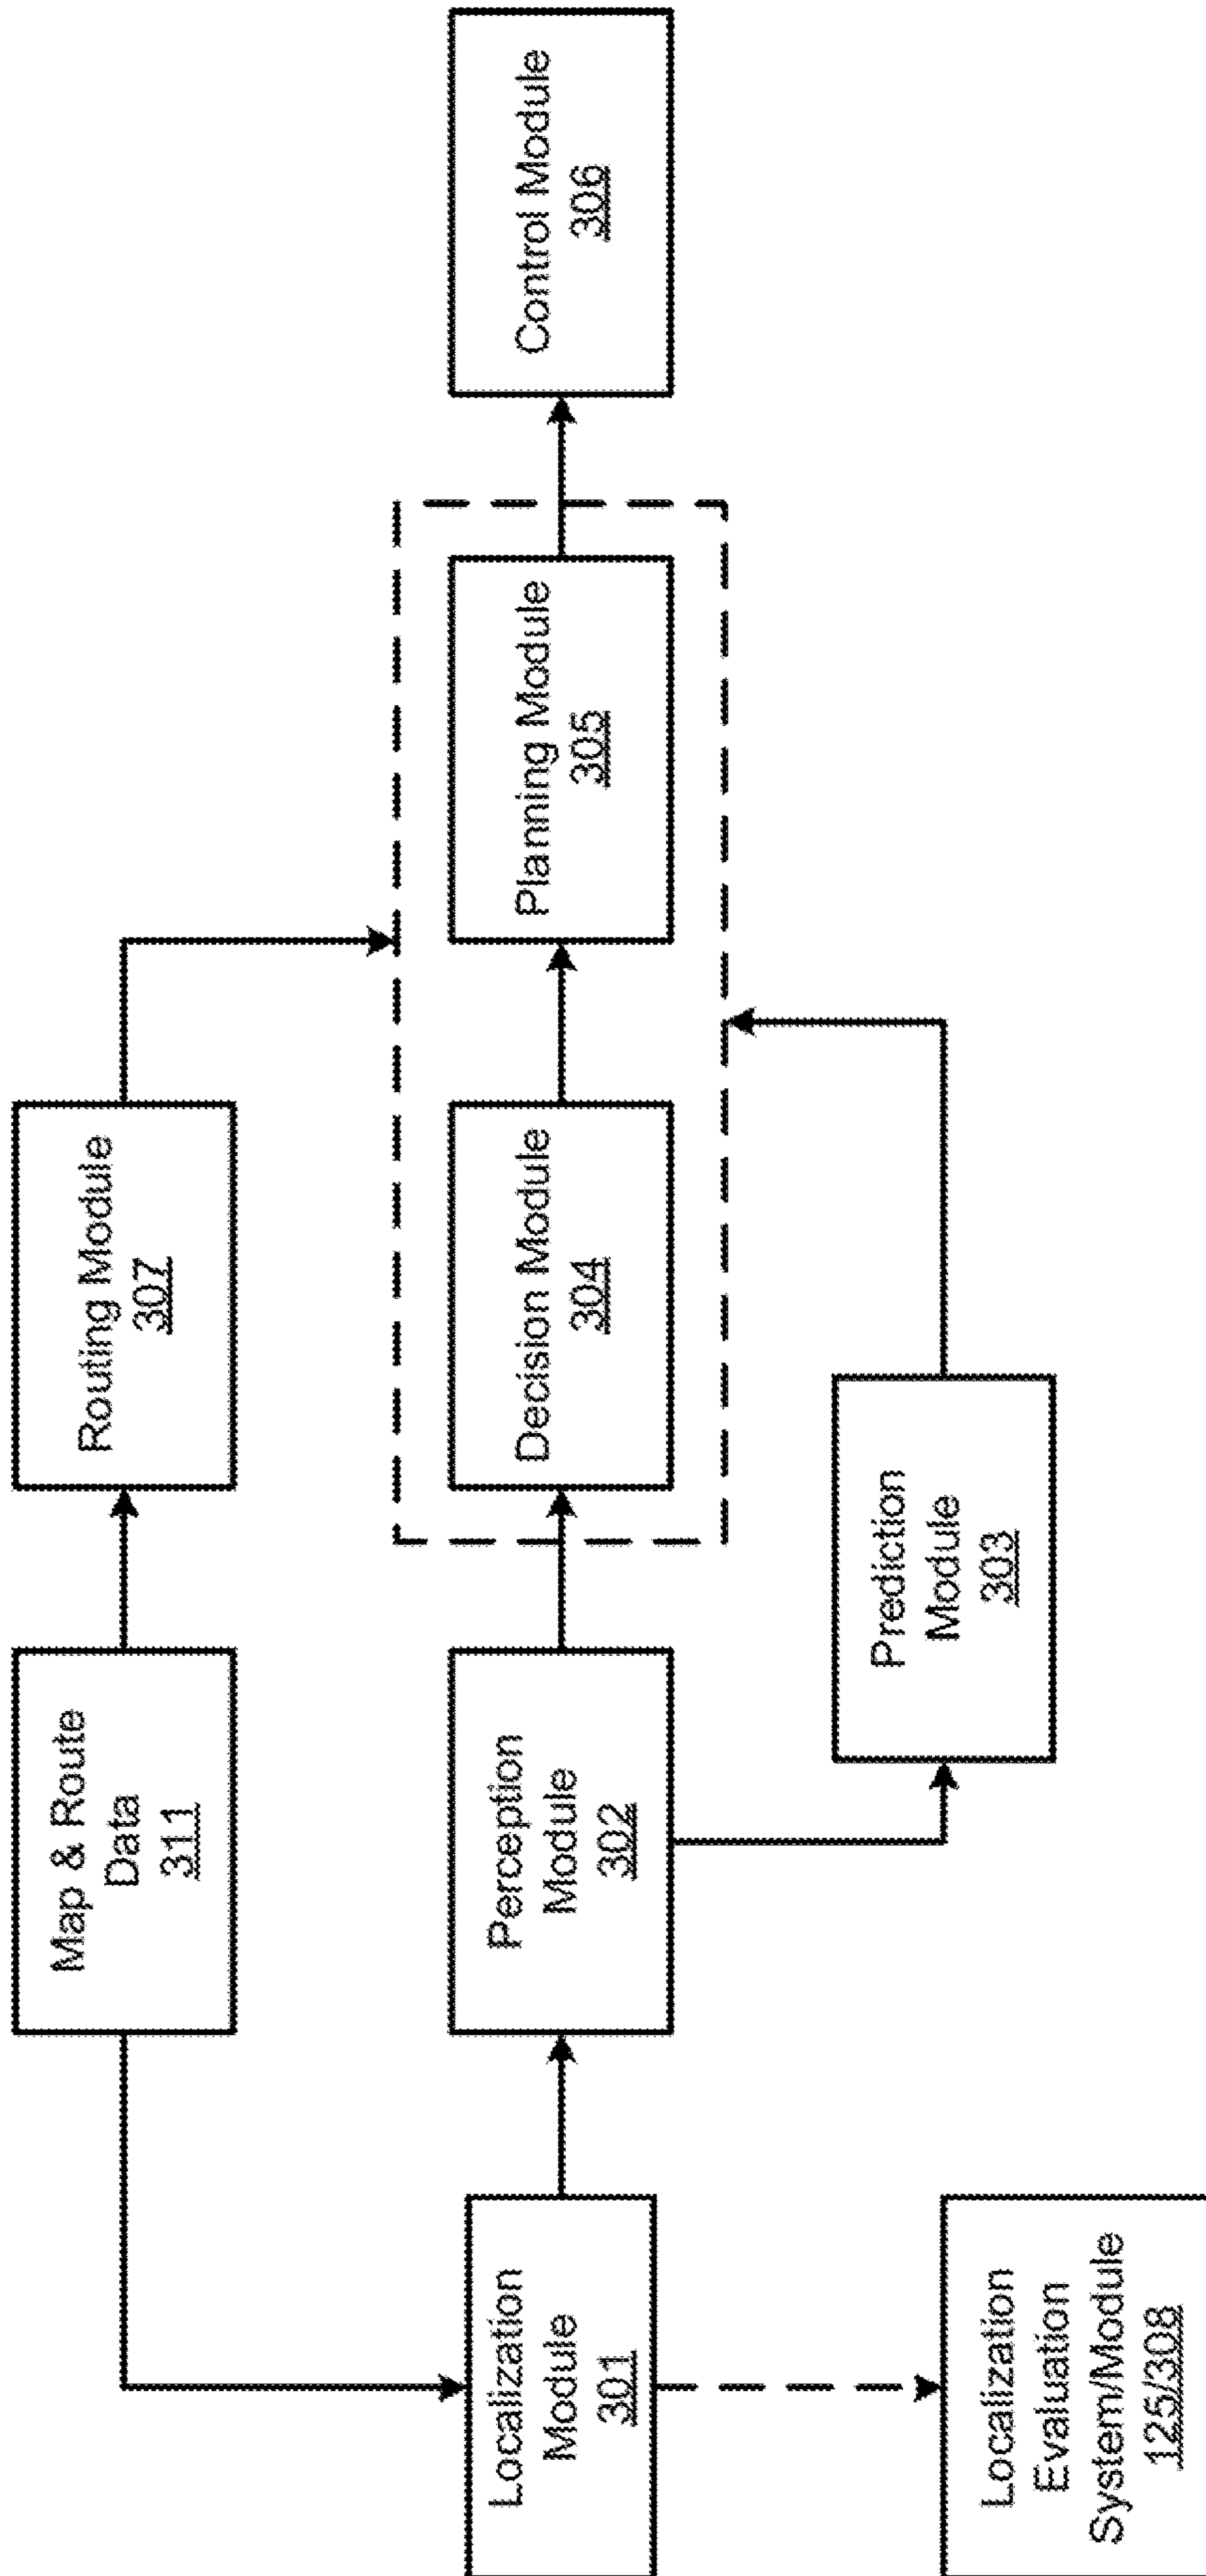 Map & Route
Data
311
Routing Module
307
Localization
Module
301
Perception
Module
302
Decision Module
304
Planning Module
305
Control Module
306
Prediction
Module
303
Localization
Evaluation
System/Module
125/308